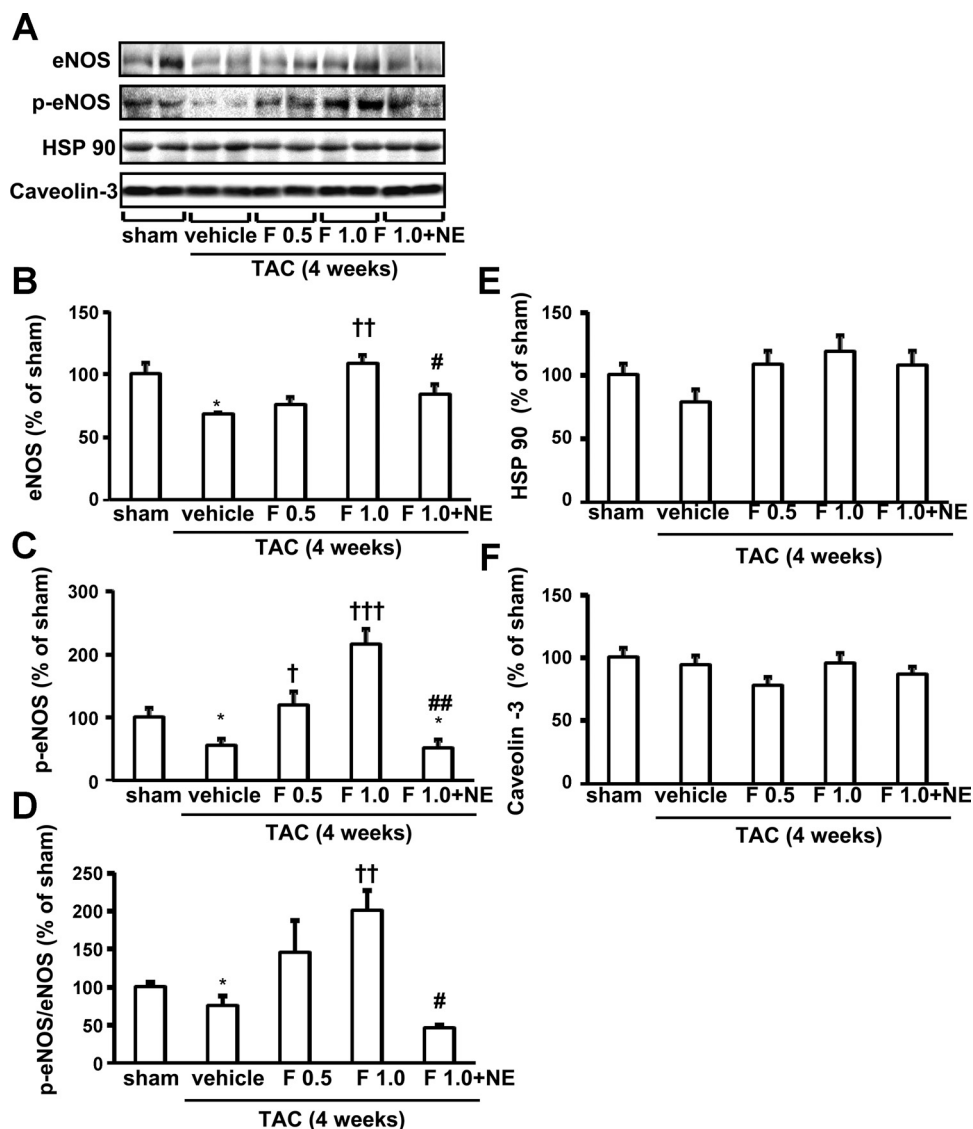 A
eNOS
p-eNOS
HSP 90
Caveolin-3
sham vehicle F 0.5 F 1.0 F 1.0+NE
TAC (4 weeks)
B
eNOS (% of sham)
150
100
50
0
*
††
#
sham vehicle F 0.5 F 1.0 F 1.0+NE
TAC (4 weeks)
C
p-eNOS (% of sham)
300
200
100
0
*
†
†††
##
*
sham vehicle F 0.5 F 1.0 F 1.0+NE
TAC (4 weeks)
D
p-eNOS/eNOS (% of sham)
250
200
150
100
50
0
*
††
#
sham vehicle F 0.5 F 1.0 F 1.0+NE
TAC (4 weeks)
E
HSP 90 (% of sham)
150
100
50
0
sham vehicle F 0.5 F 1.0 F 1.0+NE
TAC (4 weeks)
F
Caveolin -3 (% of sham)
150
100
50
0
sham vehicle F 0.5 F 1.0 F 1.0+NE
TAC (4 weeks)